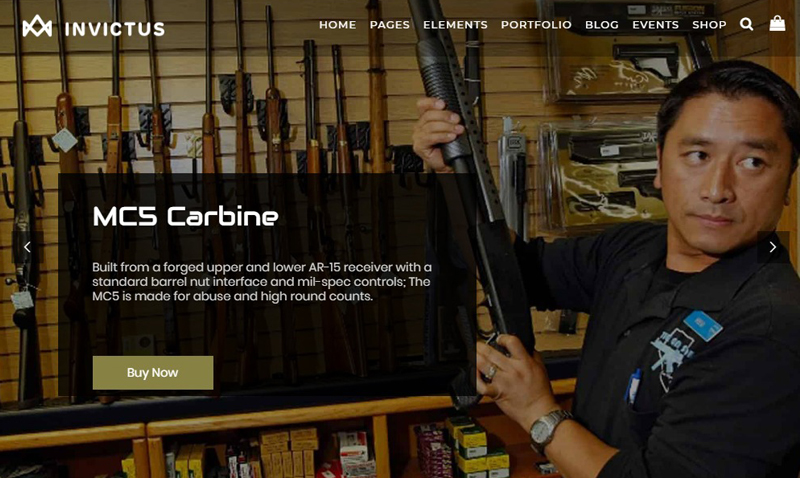 INVICTUS
HOME PAGES ELEMENTS PORTFOLIO BLOG EVENTS SHOP
MC5 Carbine
Built from a forged upper and lower AR-15 receiver with a
standard barrel nut interface and mil-spec controls; The
MC5 is made for abuse and high round counts.
Buy Now